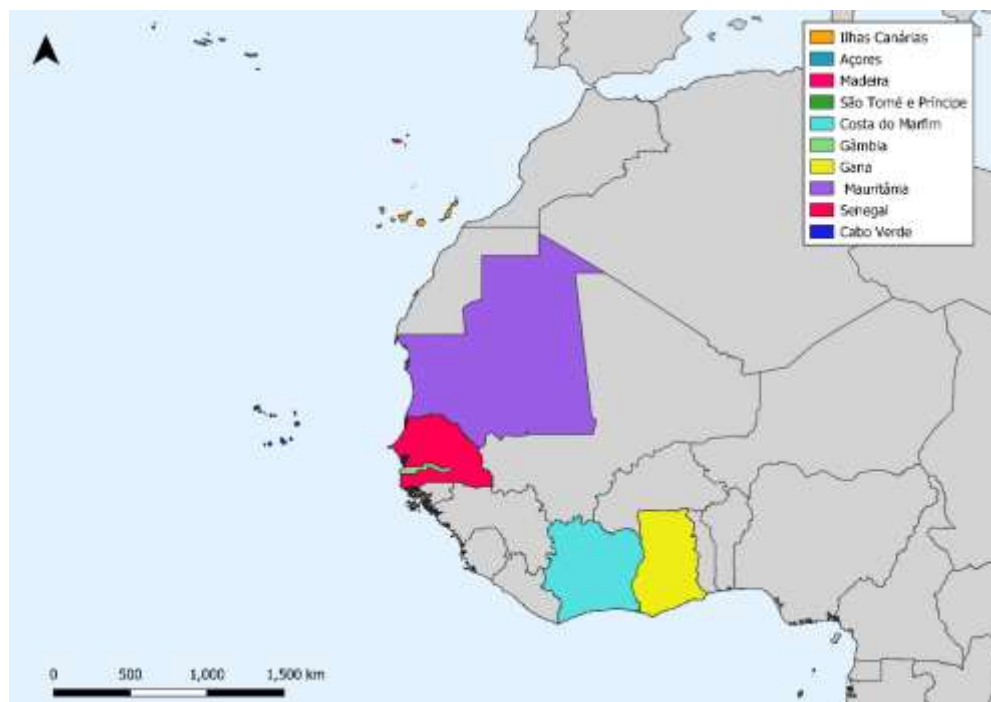 Ilhas Canárias
Açores
Madeira
São Tomé e Príncipe
Costa do Marfim
Gâmbia
Gana
Mauritânia
Senegal
Cabo Verde
0 500 1,000 1,500 km